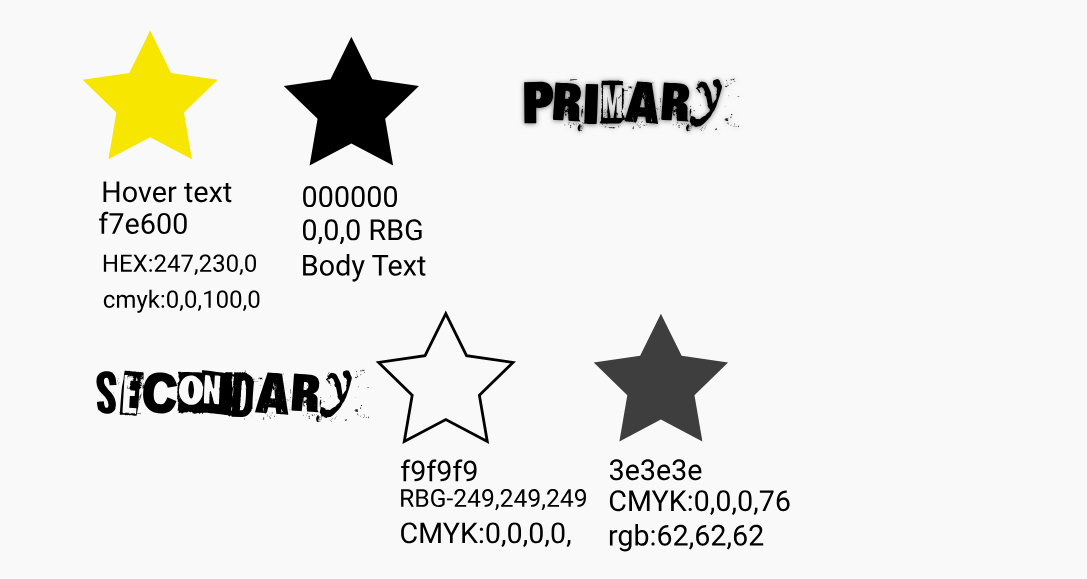 PRIMARY
Hover text
f7e600
HEX:247,230,0
cmyk:0,0,100,0
000000
0,0,0 RBG
Body Text
SECONDARY
f9f9f9
RBG-249,249,249
CMYK:0,0,0,0,
3e3e3e
CMYK:0,0,0,76
rgb:62,62,62